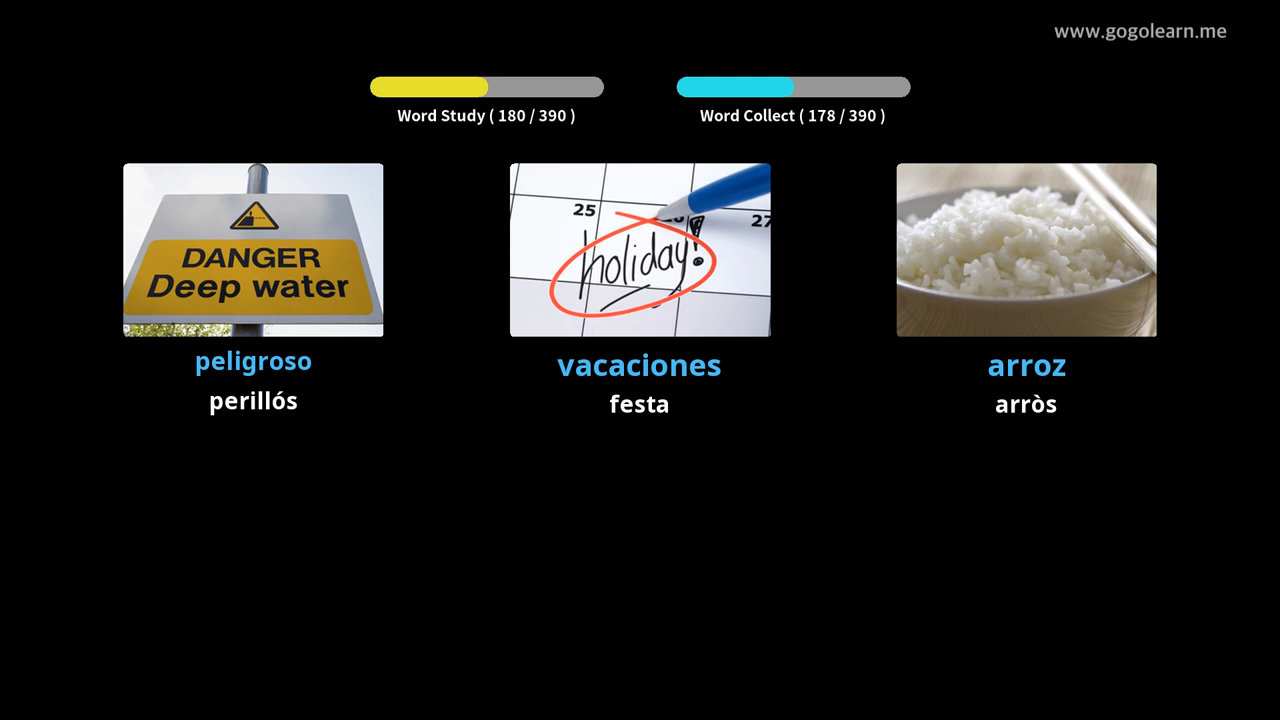 www.gogolearn.me
Word Study ( 180 / 390 )
Word Collect ( 178 / 390 )
DANGER
Deep water
25
27
holiday!
peligroso
vacaciones
arroz
perillós
festa
arròs